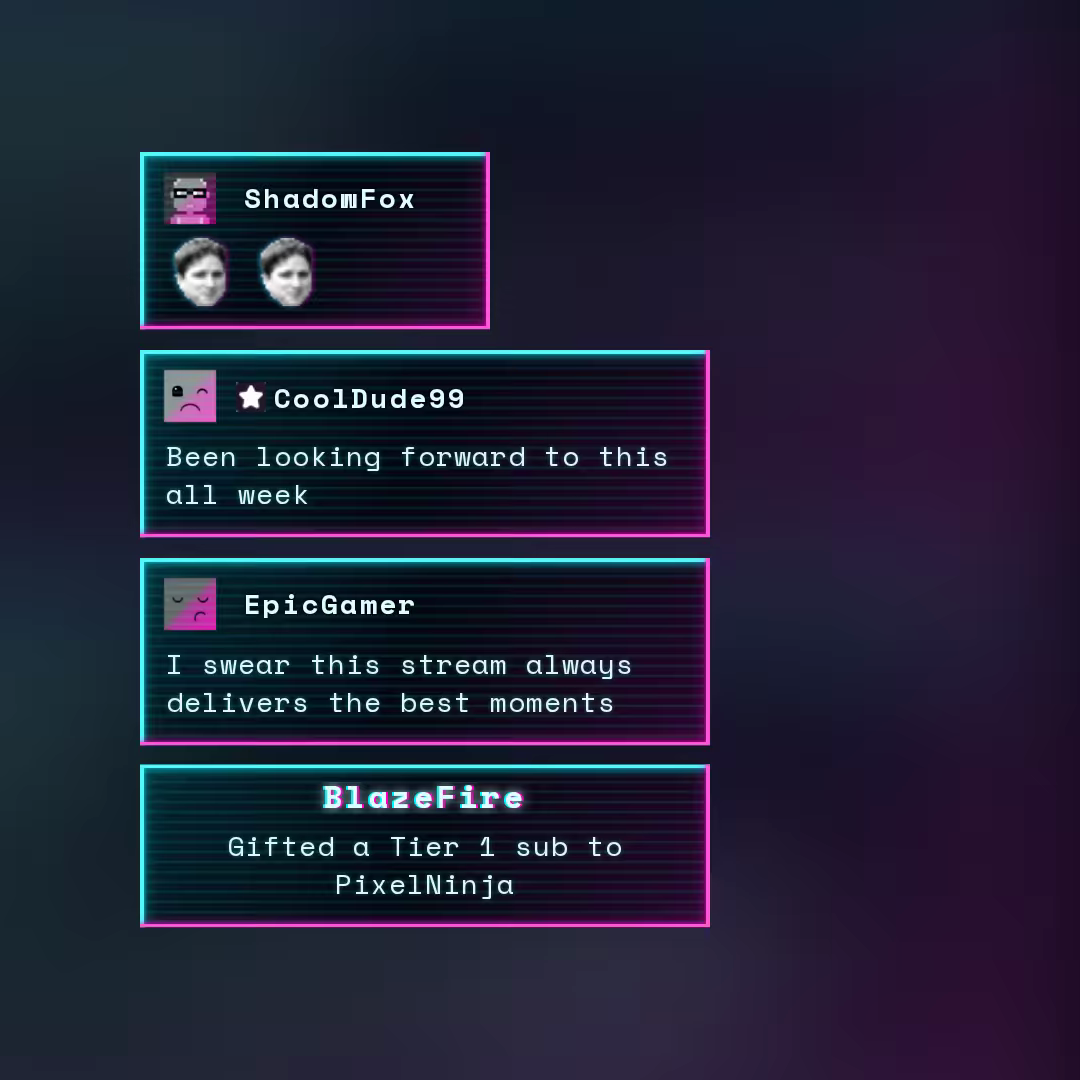 ShadowFox
CoolDude99
Been looking forward to this
all week
EpicGamer
I swear this stream always
delivers the best moments
BlazeFire
Gifted a Tier 1 sub to
PixelNinja